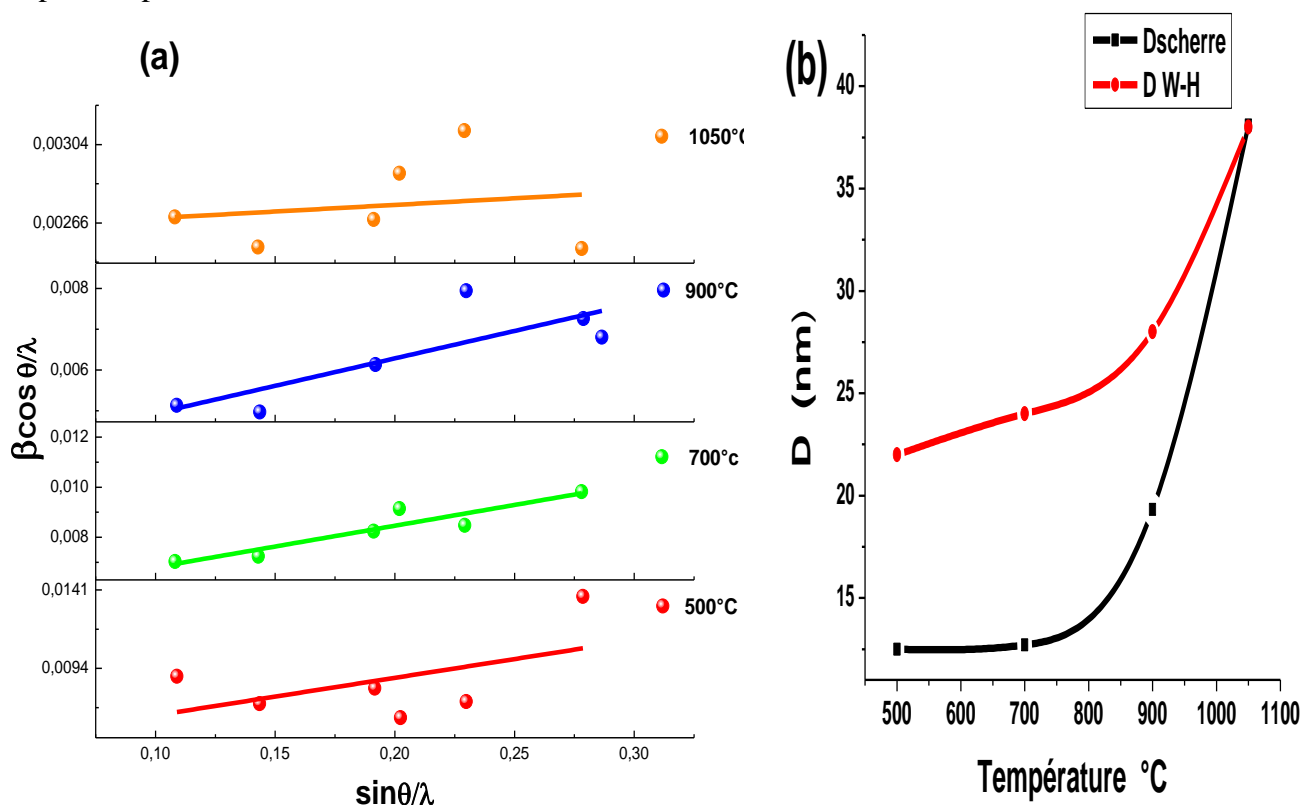 (a)
1050°C
0,00304
0,00266
900°C
0,008
0,006
0,012
700°c
0,010
0,008
0,0141
500°C
0,0094
0,10 0,15 0,20 0,25 0,30
βcos θ/λ
sinθ/λ
(b)
Dscherre
D W-H
40
35
30
25
20
15
500 600 700 800 900 1000 1100
D (nm)
Température °C